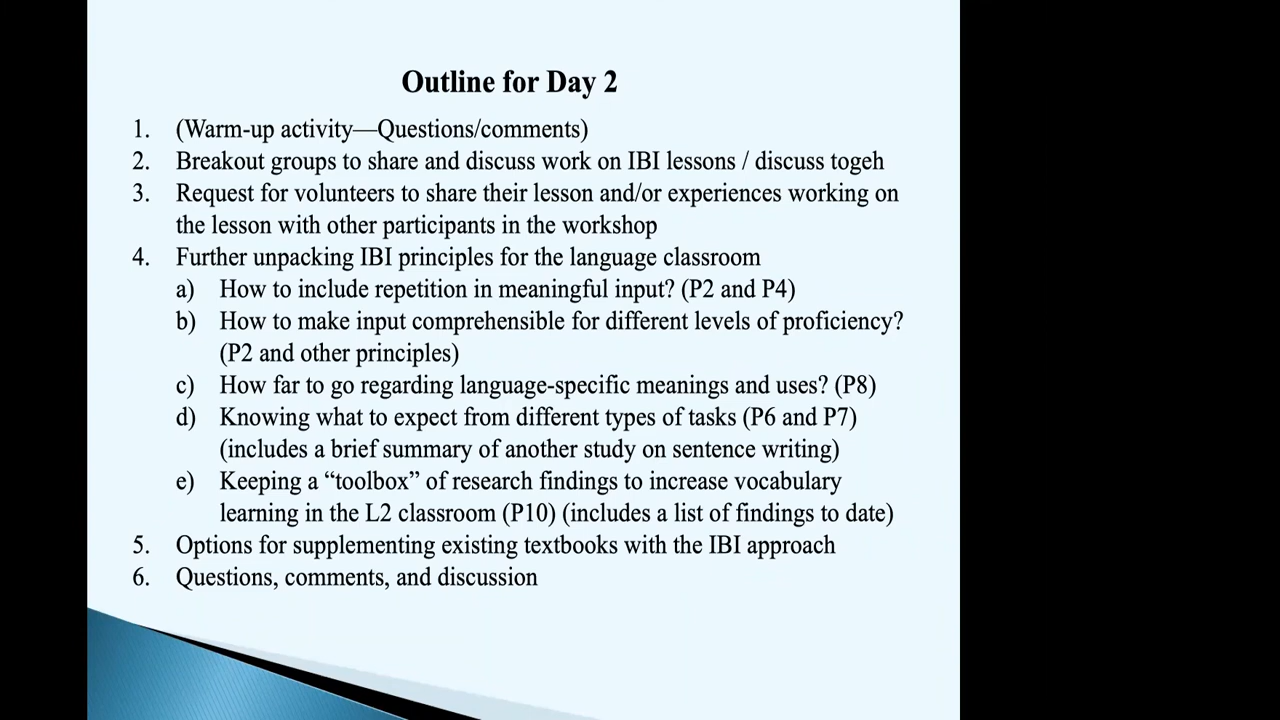 Outline for Day 2
1. (Warm-up activity—Questions/comments)
2. Breakout groups to share and discuss work on IBI lessons / discuss togeh
3. Request for volunteers to share their lesson and/or experiences working on
the lesson with other participants in the workshop
4. Further unpacking IBI principles for the language classroom
a) How to include repetition in meaningful input? (P2 and P4)
b) How to make input comprehensible for different levels of proficiency?
(P2 and other principles)
c) How far to go regarding language-specific meanings and uses? (P8)
d) Knowing what to expect from different types of tasks (P6 and P7)
(includes a brief summary of another study on sentence writing)
e) Keeping a “toolbox” of research findings to increase vocabulary
learning in the L2 classroom (P10) (includes a list of findings to date)
5. Options for supplementing existing textbooks with the IBI approach
6. Questions, comments, and discussion